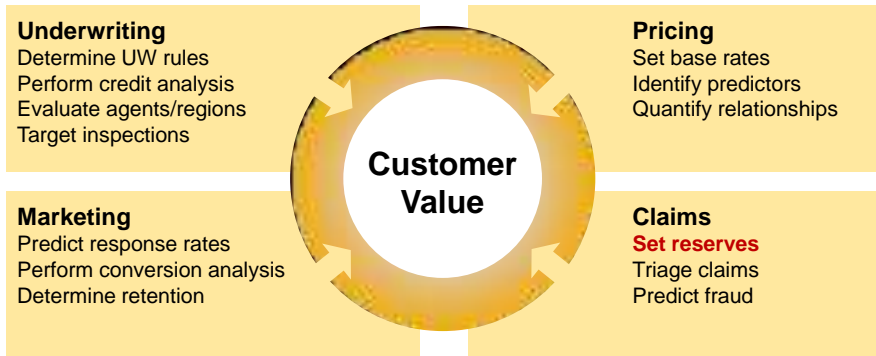 Underwriting
Determine UW rules
Perform credit analysis
Evaluate agents/regions
Target inspections
Pricing
Set base rates
Identify predictors
Quantify relationships
Customer
Value
Marketing
Predict response rates
Perform conversion analysis
Determine retention
Claims
Set reserves
Triage claims
Predict fraud